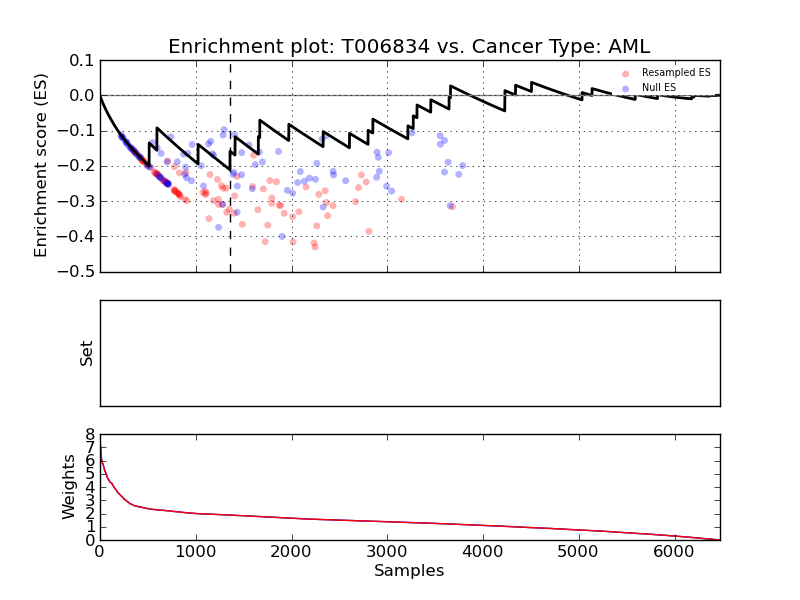 Enrichment plot: T006834 vs. Cancer Type: AML
Enrichment score (ES)
0.1
0.0
−0.1
−0.2
−0.3
−0.4
−0.5
Resampled ES
Null ES
Set
Weights
8
7
6
5
4
3
2
1
0
0 1000 2000 3000 4000 5000 6000
Samples